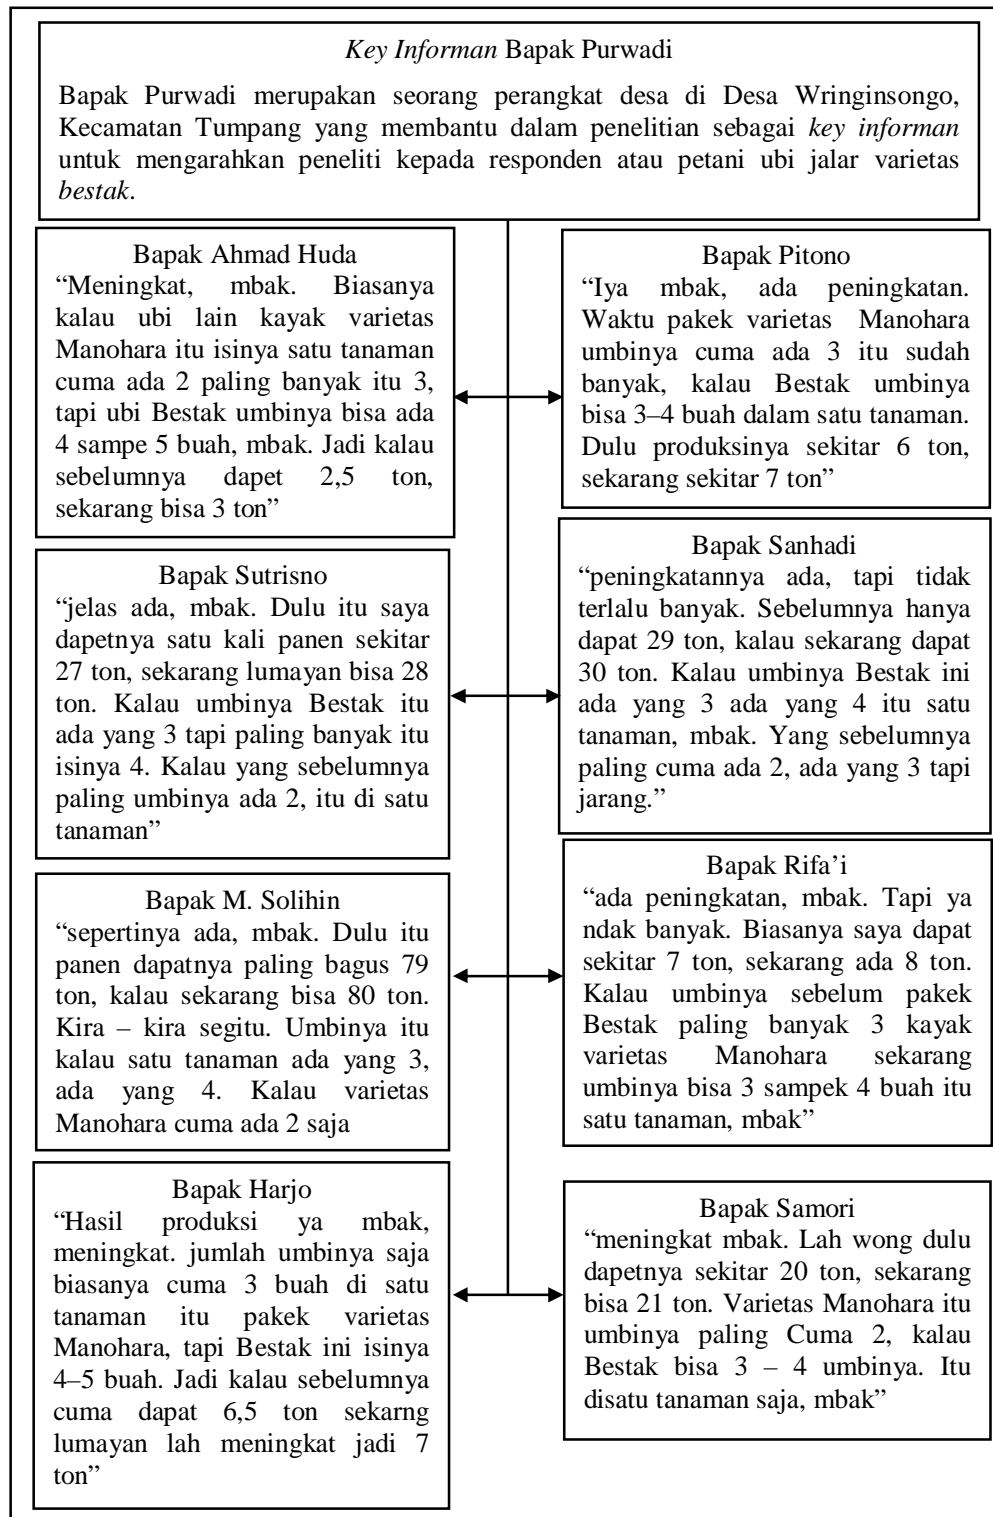 Key Informan Bapak Purwadi
Bapak Purwadi merupakan seorang perangkat desa di Desa Wringinsongo,
Kecamatan Tumpang yang membantu dalam penelitian sebagai key informan
untuk mengarahkan peneliti kepada responden atau petani ubi jalar varietas
bestak.
Bapak Ahmad Huda
“Meningkat, mbak. Biasanya
kalau ubi lain kayak varietas
Manohara itu isinya satu tanaman
cuma ada 2 paling banyak itu 3,
tapi ubi Bestak umbinya bisa ada
4 sampe 5 buah, mbak. Jadi kalau
sebelumnya dapet 2,5 ton,
sekarang bisa 3 ton”
Bapak Pitono
“Iya mbak, ada peningkatan.
Waktu pakek varietas Manohara
umbinya cuma ada 3 itu sudah
banyak, kalau Bestak umbinya
bisa 3–4 buah dalam satu tanaman.
Dulu produksinya sekitar 6 ton,
sekarang sekitar 7 ton”
Bapak Sutrisno
“jelas ada, mbak. Dulu itu saya
dapetnya satu kali panen sekitar
27 ton, sekarang lumayan bisa 28
ton. Kalau umbinya Bestak itu
ada yang 3 tapi paling banyak itu
isinya 4. Kalau yang sebelumnya
paling umbinya ada 2, itu di satu
tanaman”
Bapak Sanhadi
“peningkatannya ada, tapi tidak
terlalu banyak. Sebelumnya hanya
dapat 29 ton, kalau sekarang dapat
30 ton. Kalau umbinya Bestak ini
ada yang 3 ada yang 4 itu satu
tanaman, mbak. Yang sebelumnya
paling cuma ada 2, ada yang 3 tapi
jarang.”
Bapak M. Solihin
“sepertinya ada, mbak. Dulu itu
panen dapatnya paling bagus 79
ton, kalau sekarang bisa 80 ton.
Kira – kira segitu. Umbinya itu
kalau satu tanaman ada yang 3,
ada yang 4. Kalau varietas
Manohara cuma ada 2 saja
Bapak Rifa’i
“ada peningkatan, mbak. Tapi ya
ndak banyak. Biasanya saya dapat
sekitar 7 ton, sekarang ada 8 ton.
Kalau umbinya sebelum pakek
Bestak paling banyak 3 kayak
varietas Manohara sekarang
umbinya bisa 3 sampek 4 buah itu
satu tanaman, mbak”
Bapak Harjo
“Hasil produksi ya mbak,
meningkat. jumlah umbinya saja
biasanya cuma 3 buah di satu
tanaman itu pakek varietas
Manohara, tapi Bestak ini isinya
4–5 buah. Jadi kalau sebelumnya
cuma dapat 6,5 ton sekarng
lumayan lah meningkat jadi 7
ton”
Bapak Samori
“meningkat mbak. Lah wong dulu
dapetnya sekitar 20 ton, sekarang
bisa 21 ton. Varietas Manohara itu
umbinya paling Cuma 2, kalau
Bestak bisa 3 – 4 umbinya. Itu
disatu tanaman saja, mbak”